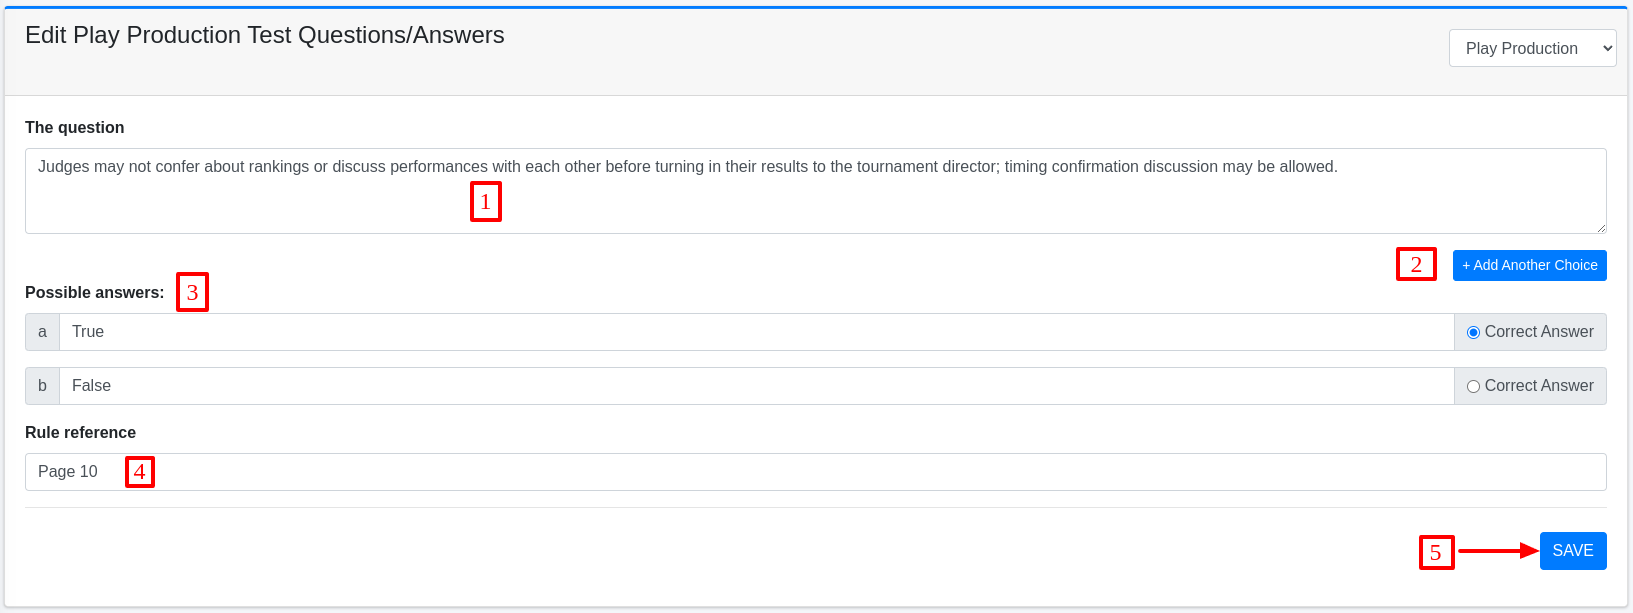 Edit Play Production Test Questions/Answers
Play Production
The question
Judges may not confer about rankings or discuss performances with each other before turning in their results to the tournament director; timing confirmation discussion may be allowed.
1
2
+ Add Another Choice
Possible answers:
3
a True Correct Answer
b False Correct Answer
Rule reference
Page 10
4
5
SAVE